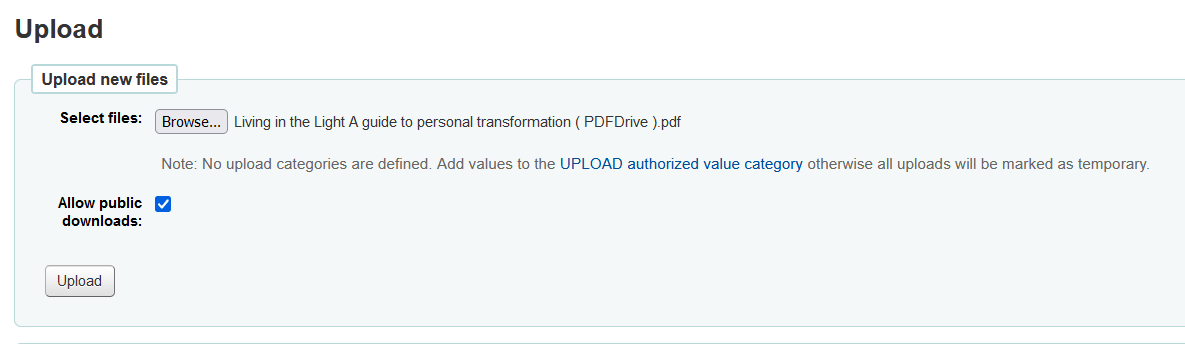 Upload
Upload new files
Select files: Browse... Living in the Light A guide to personal transformation ( PDFDrive ).pdf
Note: No upload categories are defined. Add values to the UPLOAD authorized value category otherwise all uploads will be marked as temporary.
Allow public
downloads:
Upload